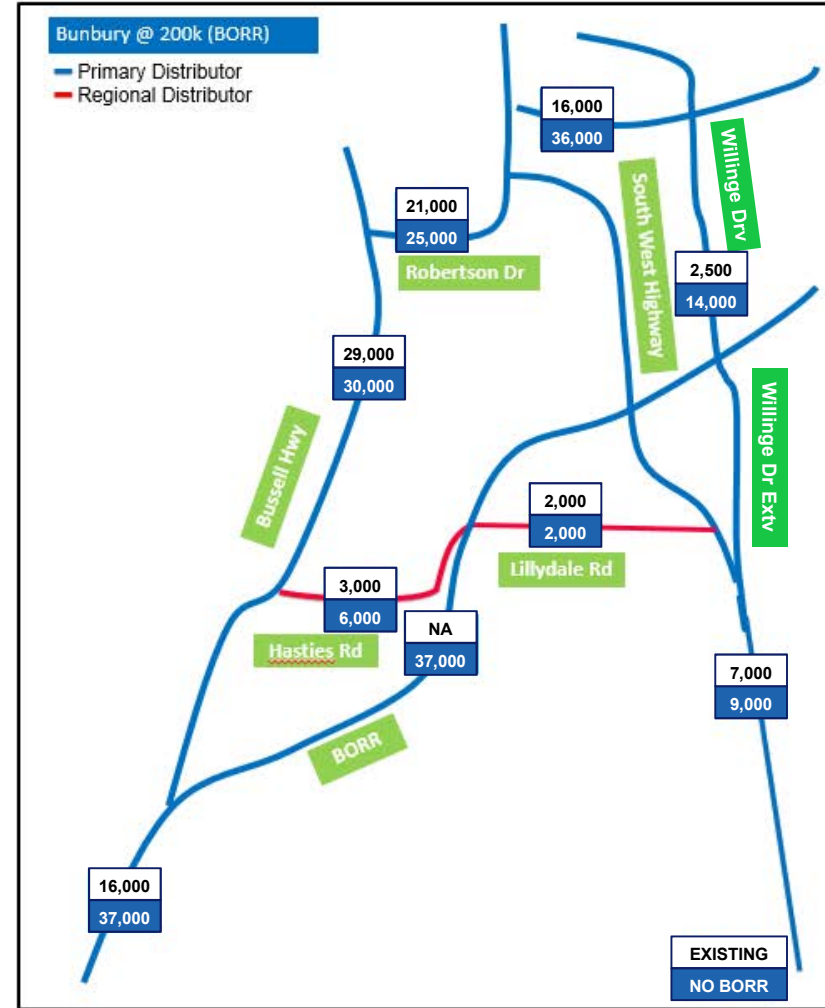 Bunbury @ 200k (BORR)
Primary Distributor
Regional Distributor
16,000
36,000
Willinge Drv
South West Highway
21,000
25,000
Robertson Dr
2,500
14,000
29,000
30,000
Bussell Hwy
Willinge Dr Extv
2,000
2,000
Lillydale Rd
3,000
6,000
Hasties Rd
NA
37,000
7,000
9,000
BORR
16,000
37,000
EXISTING
NO BORR